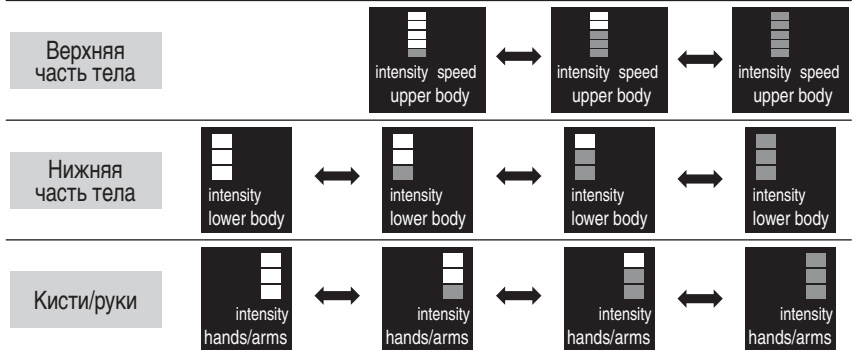 Верхняя
часть тела
intensity speed
upper body
intensity speed
upper body
intensity speed
upper body
Нижняя
часть тела
intensity
lower body
intensity
lower body
intensity
lower body
intensity
lower body
Кисти/руки
intensity
hands/arms
intensity
hands/arms
intensity
hands/arms
intensity
hands/arms